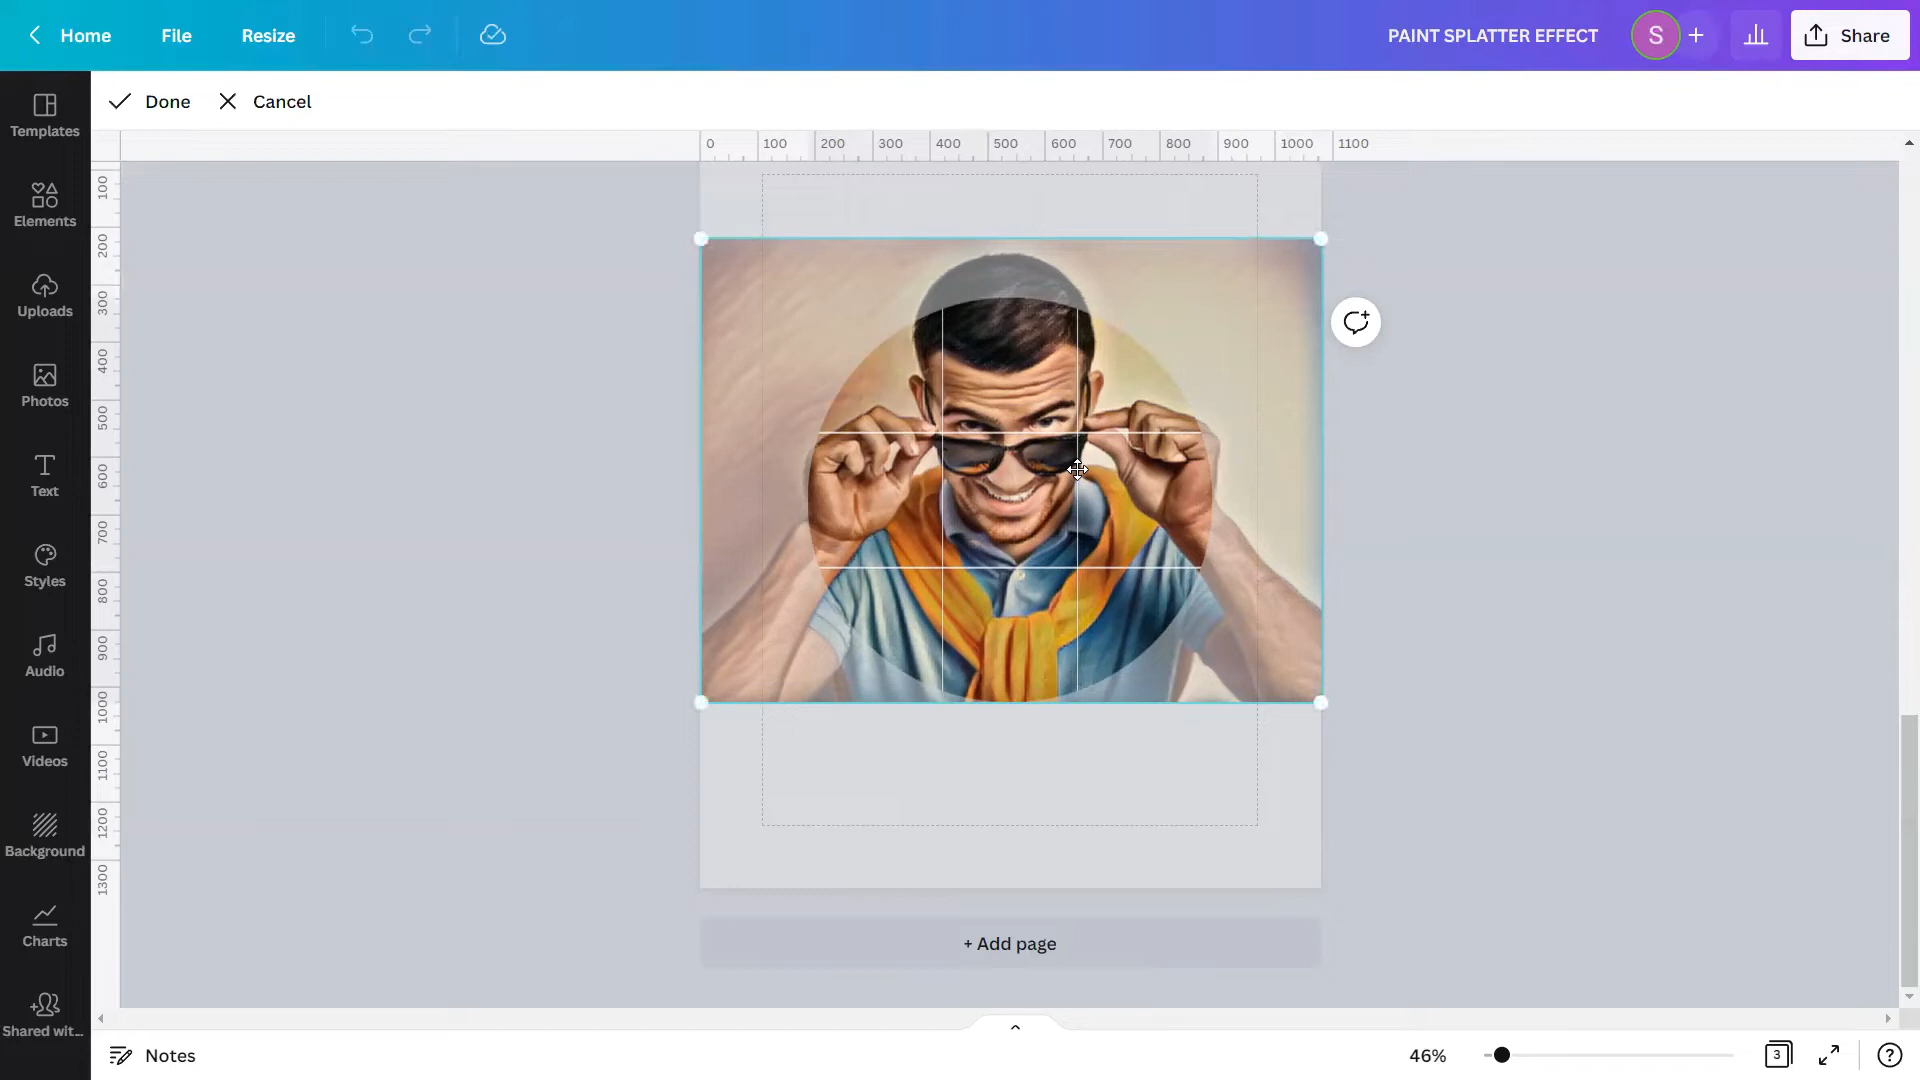 Home
File
Resize
PAINT SPLATTER EFFECT
S
+
Share
Done
Cancel
Templates
Elements
Uploads
Photos
Text
Styles
Audio
Videos
Background
Charts
Shared wit...
0 100 200 300 400 500 600 700 800 900 1000 1100
100
200
300
400
500
600
700
800
900
1000
1100
1200
1300
+ Add page
Notes
46%
3
?